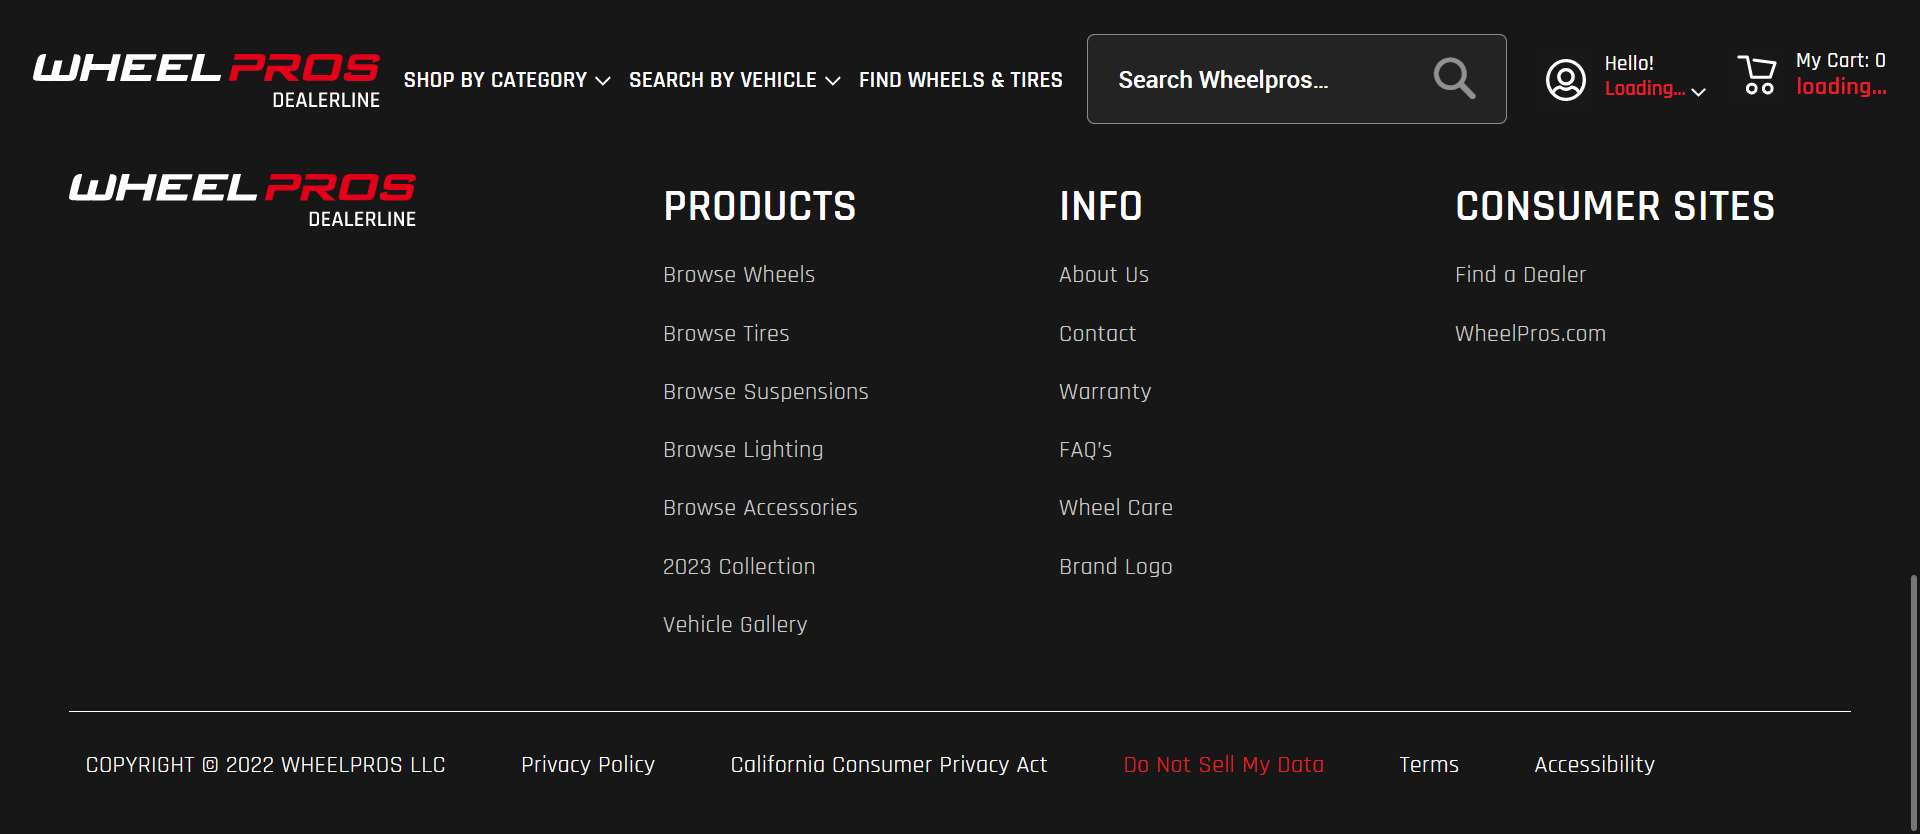 WHEEL PROS
DEALERLINE
SHOP BY CATEGORY
SEARCH BY VEHICLE
FIND WHEELS & TIRES
Search Wheelpros...
Hello!
Loading...
My Cart: 0
loading...
WHEEL PROS
DEALERLINE
PRODUCTS
Browse Wheels
Browse Tires
Browse Suspensions
Browse Lighting
Browse Accessories
2023 Collection
Vehicle Gallery
INFO
About Us
Contact
Warranty
FAQ's
Wheel Care
Brand Logo
CONSUMER SITES
Find a Dealer
WheelPros.com
COPYRIGHT © 2022 WHEELPROS LLC
Privacy Policy
California Consumer Privacy Act
Do Not Sell My Data
Terms
Accessibility